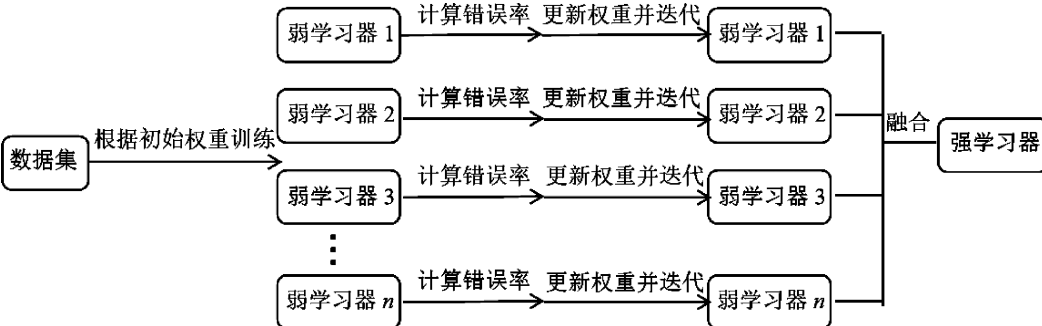 计算错误率 更新权重并迭代
弱学习器 1 弱学习器 1
计算错误率 更新权重并迭代
弱学习器 2 弱学习器 2
融合
根据初始权重训练
数据集 强学习器
计算错误率 更新权重并迭代
弱学习器 3 弱学习器 3
计算错误率 更新权重并迭代
弱学习器 n 弱学习器 n